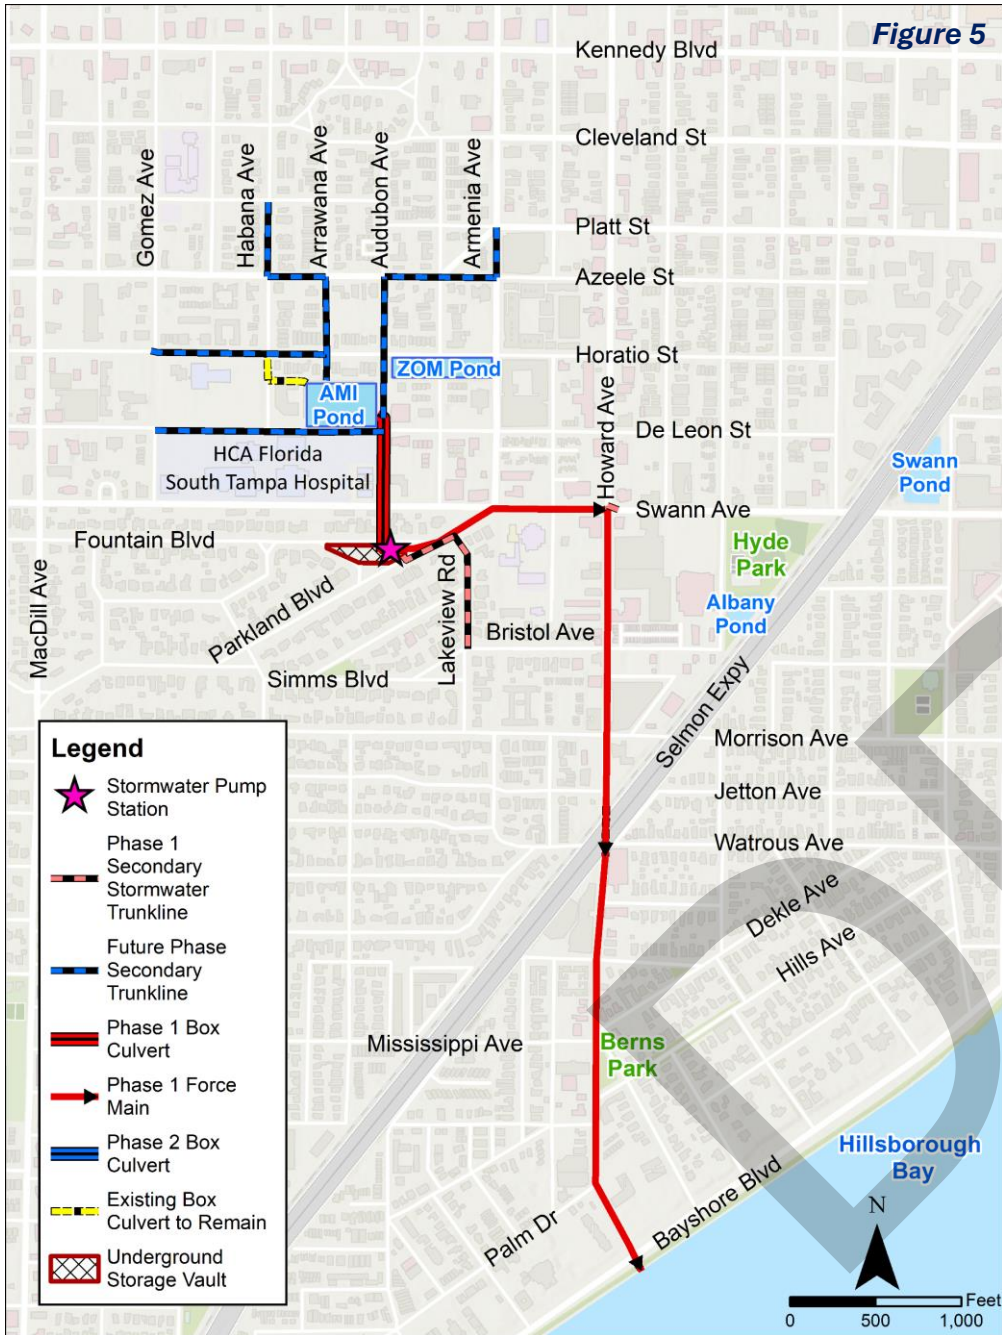 Figure 5
Kennedy Blvd
Cleveland St
Gomez Ave
Habana Ave
Arrawana Ave
Audubon Ave
Armenia Ave
Platt St
Azeele St
Horatio St
ZOM Pond
AMI
Pond
Howard Ave
De Leon St
HCA Florida
South Tampa Hospital
Swann
Pond
Swann Ave
Fountain Blvd
Hyde
Park
MacDill Ave
Parkland Blvd
Lakeview Rd
Albany
Pond
Bristol Ave
Simms Blvd
Selmon Expy
Morrison Ave
Jetton Ave
Watrous Ave
Dekle Ave
Hills Ave
Mississippi Ave
Berns
Park
Hillsborough
Bay
Bayshore Blvd
Palm Dr
Legend
Stormwater Pump
Station
Phase 1
Secondary
Stormwater
Trunkline
Future Phase
Secondary
Trunkline
Phase 1 Box
Culvert
Phase 1 Force
Main
Phase 2 Box
Culvert
Existing Box
Culvert to Remain
Underground
Storage Vault
N
Feet
0 500 1,000